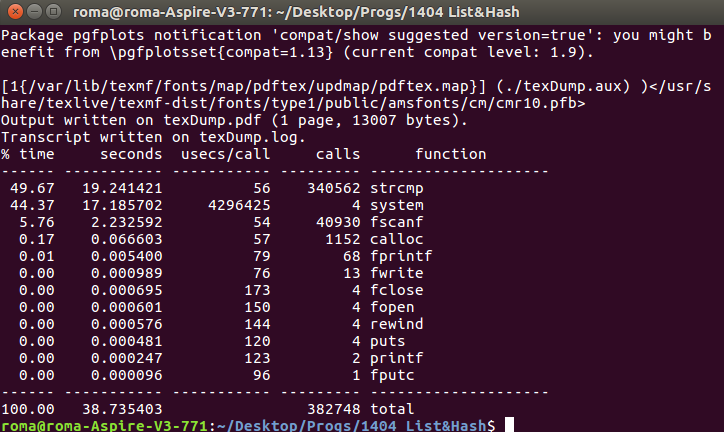 roma@roma-Aspire-V3-771: ~/Desktop/Progs/1404 List&Hash
Package pgfplots notification 'compat/show suggested version=true': you might b
enefit from \pgfplotsset{compat=1.13} (current compat level: 1.9).
[1{/var/lib/texmf/fonts/map/pdftex/updmap/pdftex.map}] (./texDump.aux) )</usr/s
hare/texlive/texmf-dist/fonts/type1/public/amsfonts/cm/cmr10.pfb>
Output written on texDump.pdf (1 page, 13007 bytes).
Transcript written on texDump.log.
% time     seconds  usecs/call     calls      function
------ ----------- ----------- --------- --------------------
 49.67   19.241421          56    340562 strcmp
 44.37   17.185702     4296425         4 system
  5.76    2.232592          54     40930 fscanf
  0.17    0.066603          57      1152 calloc
  0.01    0.005400          79        68 fprintf
  0.00    0.000989          76        13 fwrite
  0.00    0.000695         173         4 fclose
  0.00    0.000601         150         4 fopen
  0.00    0.000576         144         4 rewind
  0.00    0.000481         120         4 puts
  0.00    0.000247         123         2 printf
  0.00    0.000096          96         1 fputc
------ ----------- ----------- --------- --------------------
100.00   38.735403                382748 total
roma@roma-Aspire-V3-771:~/Desktop/Progs/1404 List&Hash$